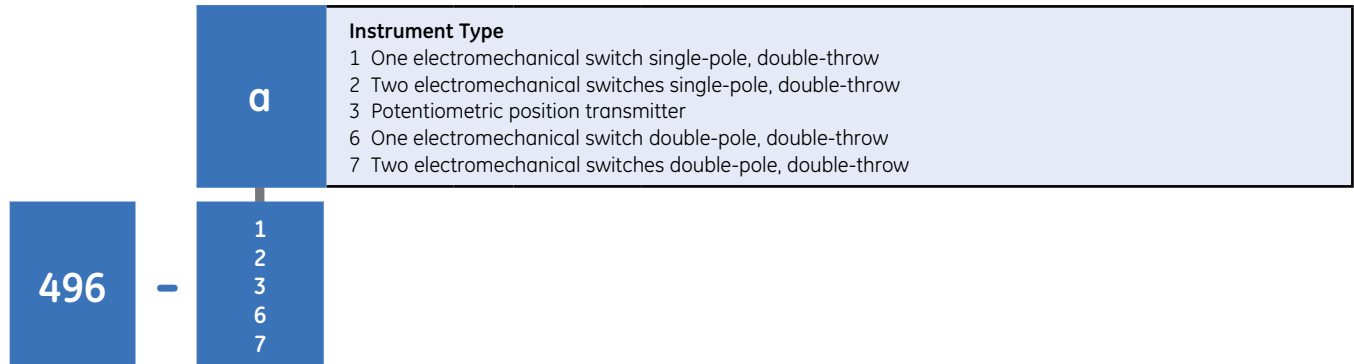 a
Instrument Type
1 One electromechanical switch single-pole, double-throw
2 Two electromechanical switches single-pole, double-throw
3 Potentiometric position transmitter
6 One electromechanical switch double-pole, double-throw
7 Two electromechanical switches double-pole, double-throw
496 -
1
2
3
6
7